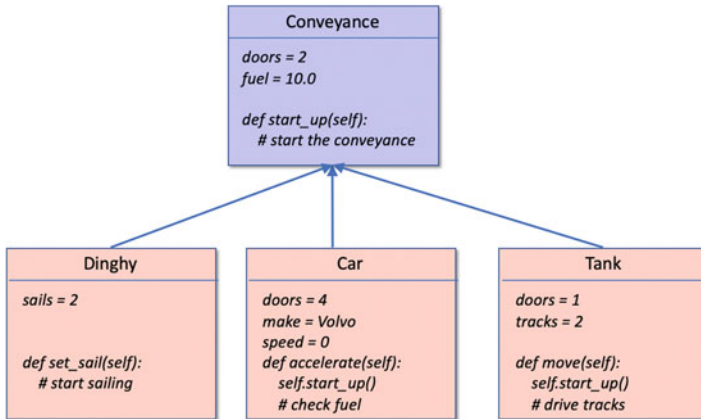 Conveyance
doors = 2
fuel = 10.0
def start_up(self):
# start the conveyance
Dinghy
sails = 2
def set_sail(self):
# start sailing
Car
doors = 4
make = Volvo
speed = 0
def accelerate(self):
self.start_up()
# check fuel
Tank
doors = 1
tracks = 2
def move(self):
self.start_up()
# drive tracks